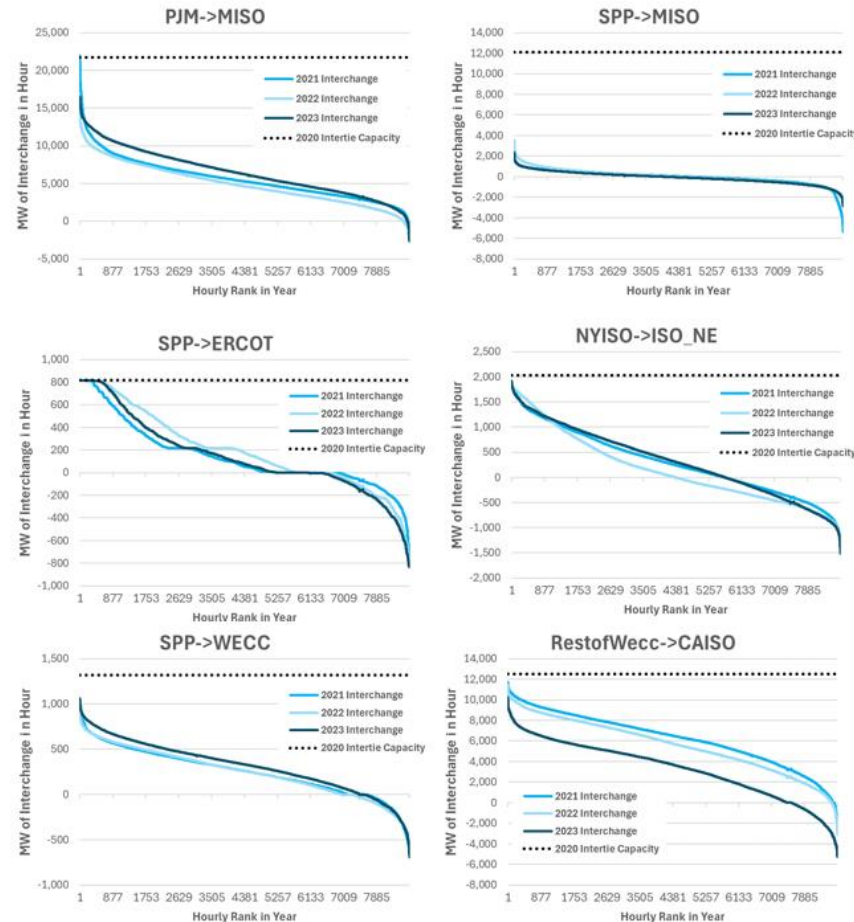 PJM->MISO
25,000
20,000
15,000
10,000
5,000
0
-5,000
MW of Interchange i n Hour
2021 Interchange
2022 Interchange
2023 Interchange
2020 Intertie Capacity
1 877 1753 2629 3505 4381 5257 6133 7009 7885
Hourly Rank in Year
SPP->MISO
14,000
12,000
10,000
8,000
6,000
4,000
2,000
0
-2,000
-4,000
-6,000
-8,000
MW of Interchange i n Hour
2021 Interchange
2022 Interchange
2023 Interchange
2020 Intertie Capacity
1 877 1753 2629 3505 4381 5257 6133 7009 7885
Hourly Rank in Year
SPP->ERCOT
1,000
800
600
400
200
0
-200
-400
-600
-800
-1,000
MW of Interchange i n Hour
2021 Interchange
2022 Interchange
2023 Interchange
2020 Intertie Capacity
1 877 1753 2629 3505 4381 5257 6133 7009 7885
Hourly Rank in Year
NYISO->ISO_NE
2,500
2,000
1,500
1,000
500
0
-500
-1,000
-1,500
-2,000
MW of Interchange i n Hour
2021 Interchange
2022 Interchange
2023 Interchange
2020 Intertie Capacity
1 877 1753 2629 3505 4381 5257 6133 7009 7885
Hourly Rank in Year
SPP->WECC
1,500
1,000
500
0
-500
-1,000
MW of Interchange i n Hour
2021 Interchange
2022 Interchange
2023 Interchange
2020 Intertie Capacity
1 877 1753 2629 3505 4381 5257 6133 7009 7885
Hourly Rank in Year
RestofWecc->CAISO
14,000
12,000
10,000
8,000
6,000
4,000
2,000
0
-2,000
-4,000
-6,000
-8,000
MW of Interchange i n Hour
2021 Interchange
2022 Interchange
2023 Interchange
2020 Intertie Capacity
1 877 1753 2629 3505 4381 5257 6133 7009 7885
Hourly Rank in Year